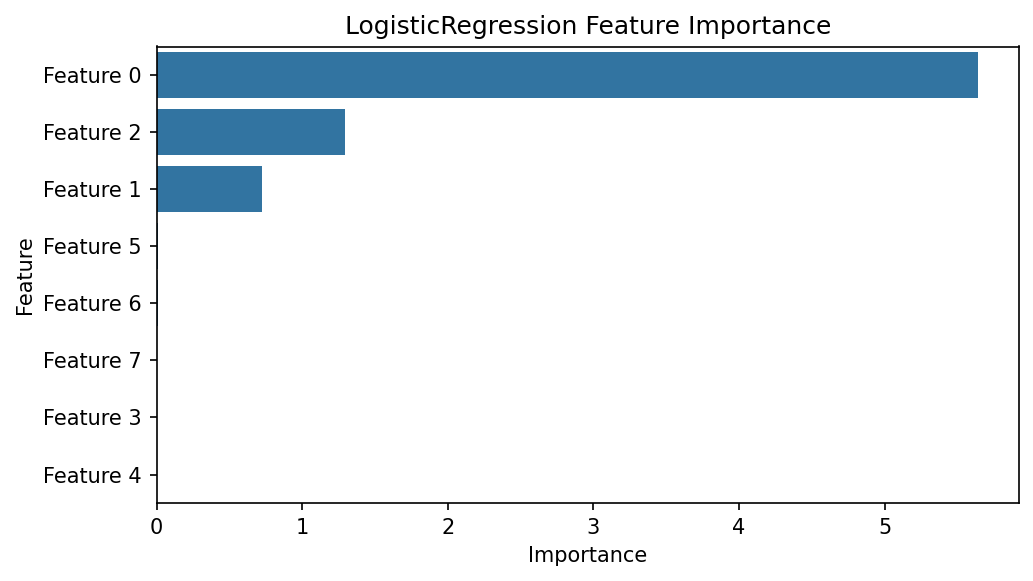 LogisticRegression Feature Importance
Feature
Feature 0
Feature 2
Feature 1
Feature 5
Feature 6
Feature 7
Feature 3
Feature 4
0 1 2 3 4 5
Importance